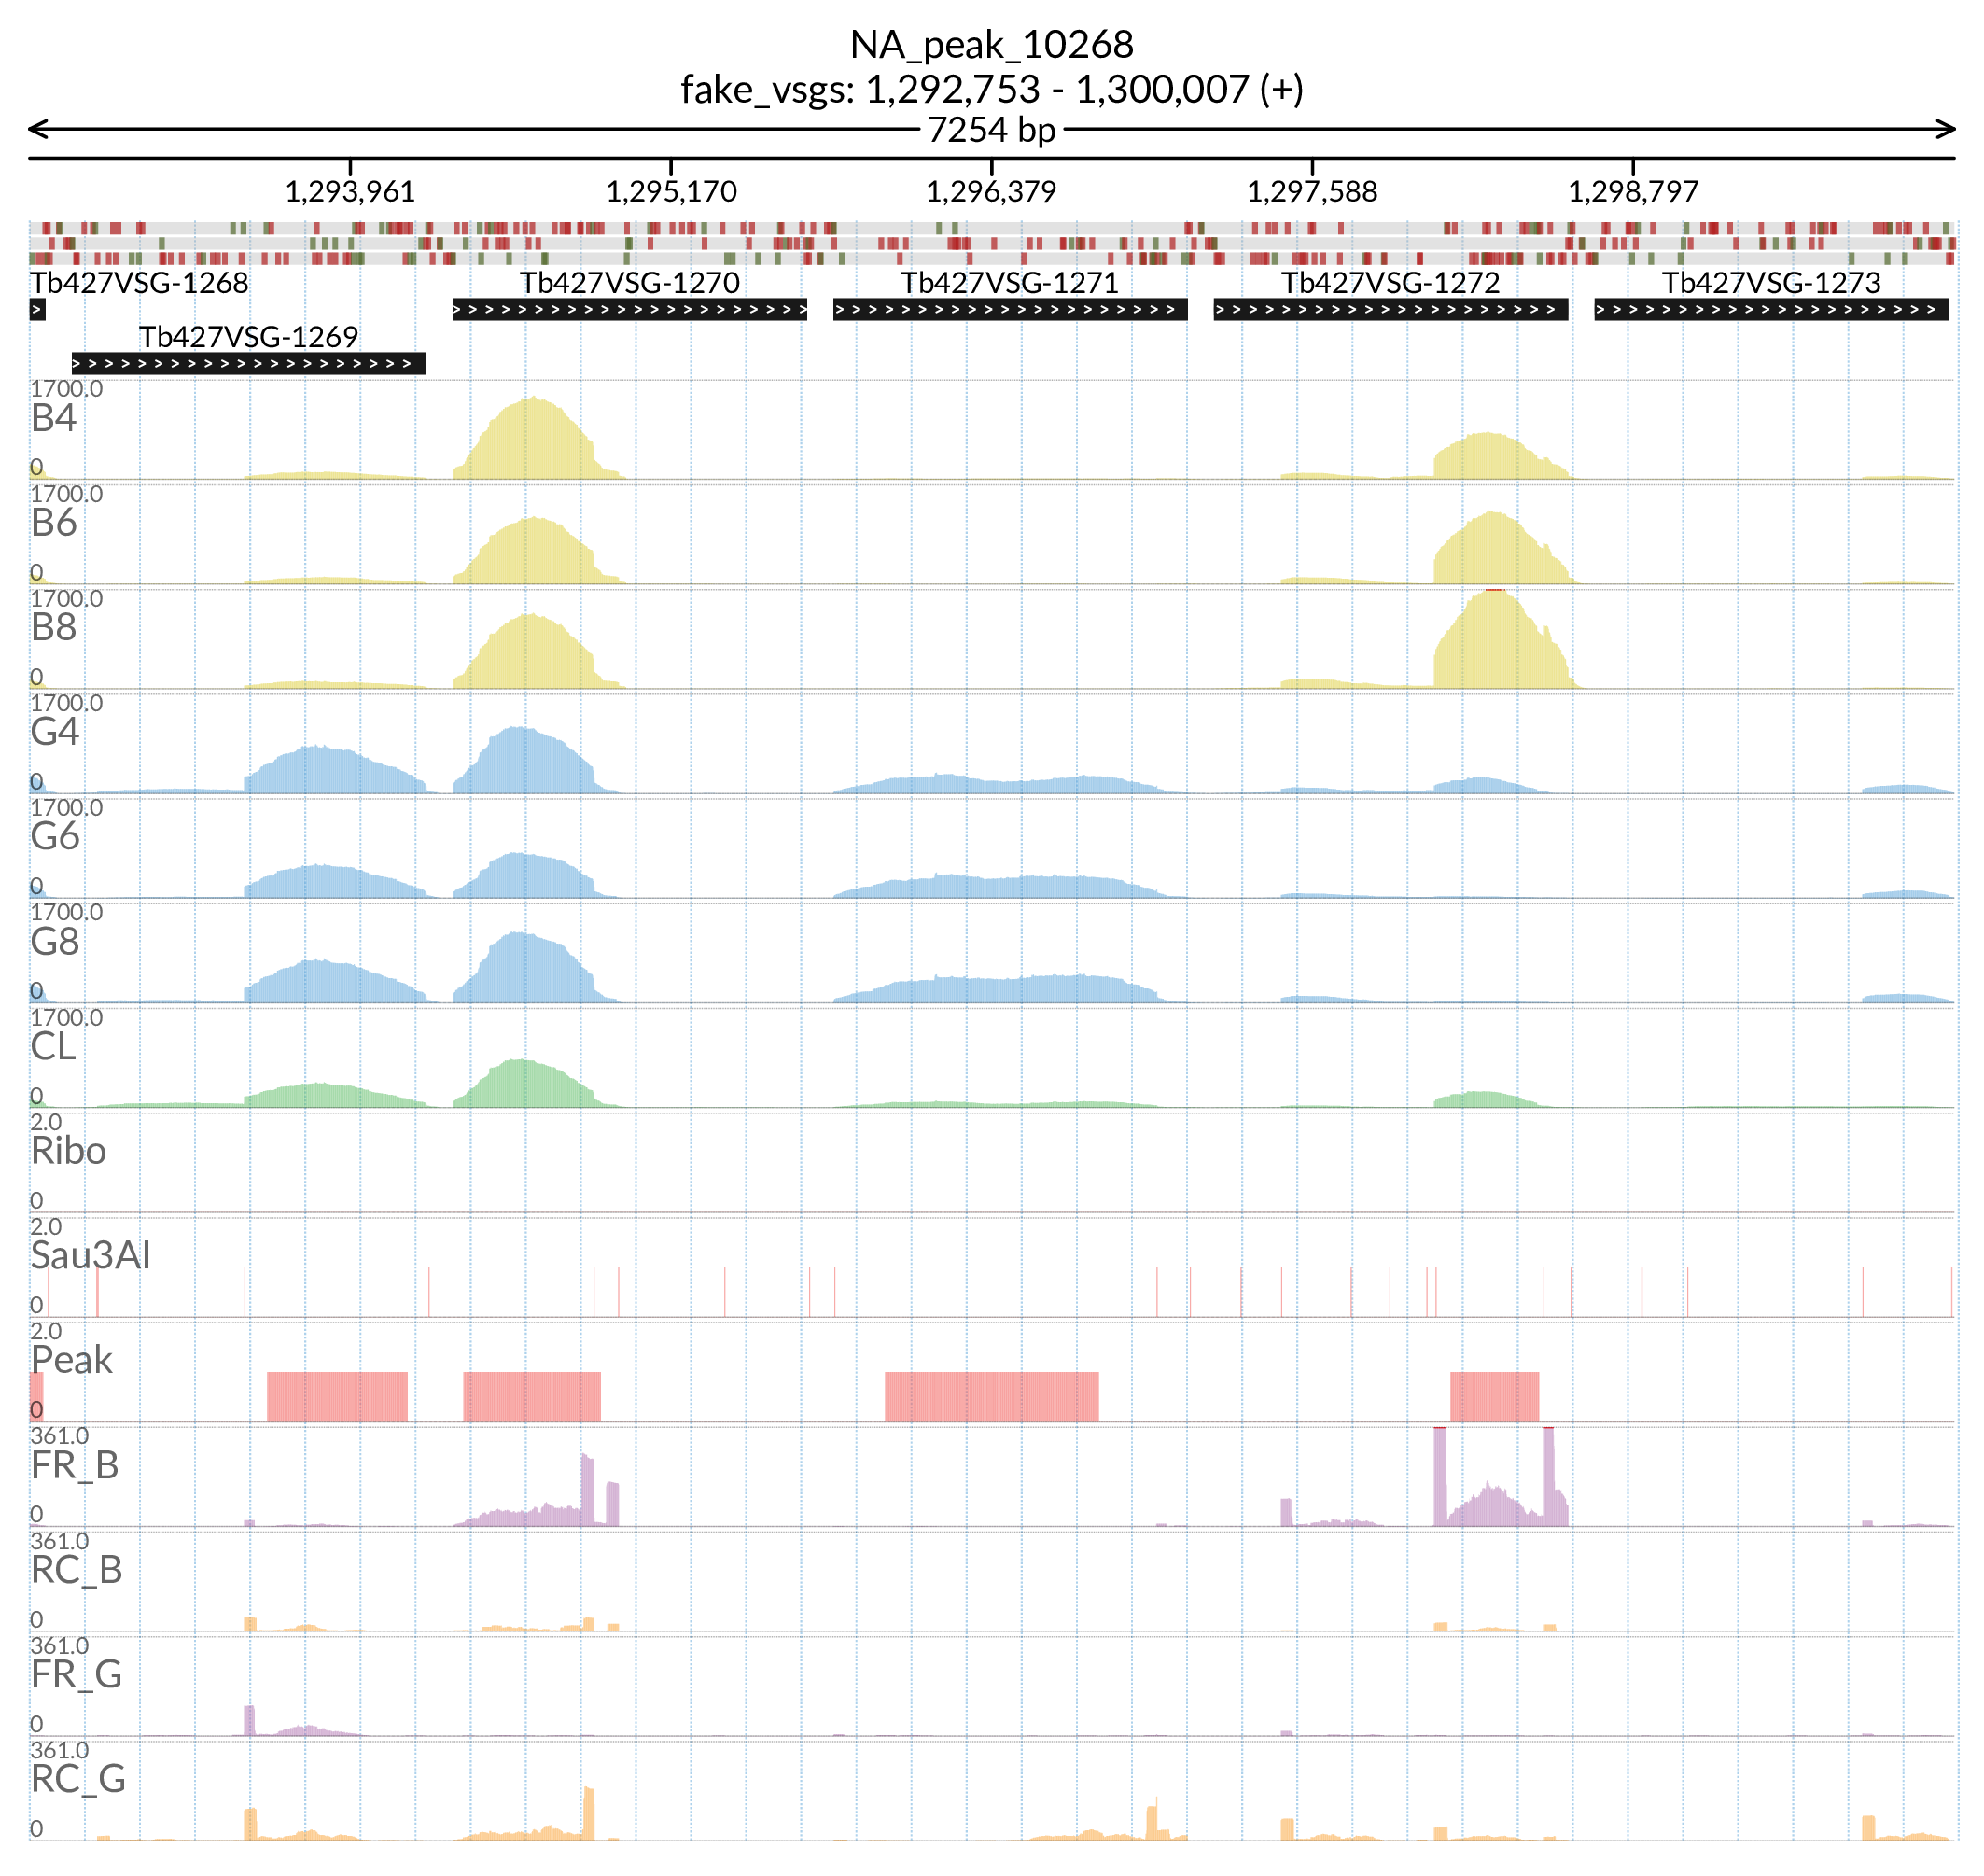 NA_peak_10268
fake_vsgs: 1,292,753 - 1,300,007 (+)
7254 bp
1,293,961 1,295,170 1,296,379 1,297,588 1,298,797
Tb427VSG-1268 Tb427VSG-1270 Tb427VSG-1271 Tb427VSG-1272 Tb427VSG-1273
Tb427VSG-1269
1700.0
B4
0
1700.0
B6
0
1700.0
B8
0
1700.0
G4
0
1700.0
G6
0
1700.0
G8
0
1700.0
CL
0
2.0
Ribo
0
2.0
Sau3AI
0
2.0
Peak
0
361.0
FR_B
0
361.0
RC_B
0
361.0
FR_G
0
361.0
RC_G
0